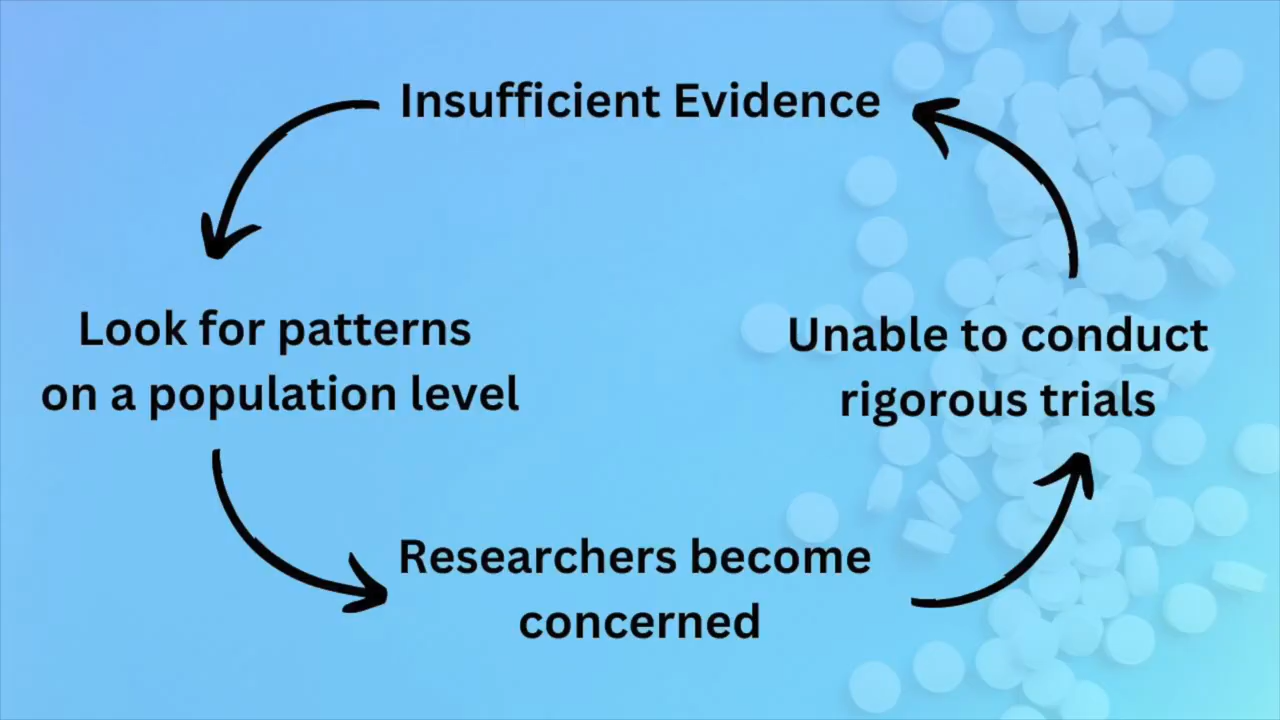 Insufficient Evidence
Look for patterns
on a population level
Unable to conduct
rigorous trials
Researchers become
concerned